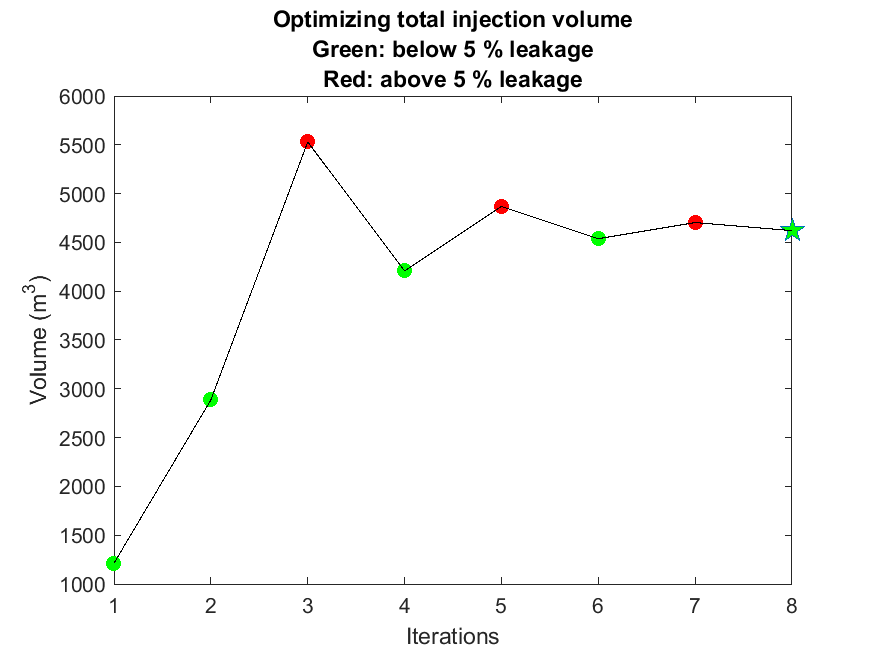 Optimizing total injection volume
Green: below 5 % leakage
Red: above 5 % leakage
6000
5500
5000
4500
4000
3500
3000
2500
2000
1500
1000
Volume (m³)
1 2 3 4 5 6 7 8
Iterations